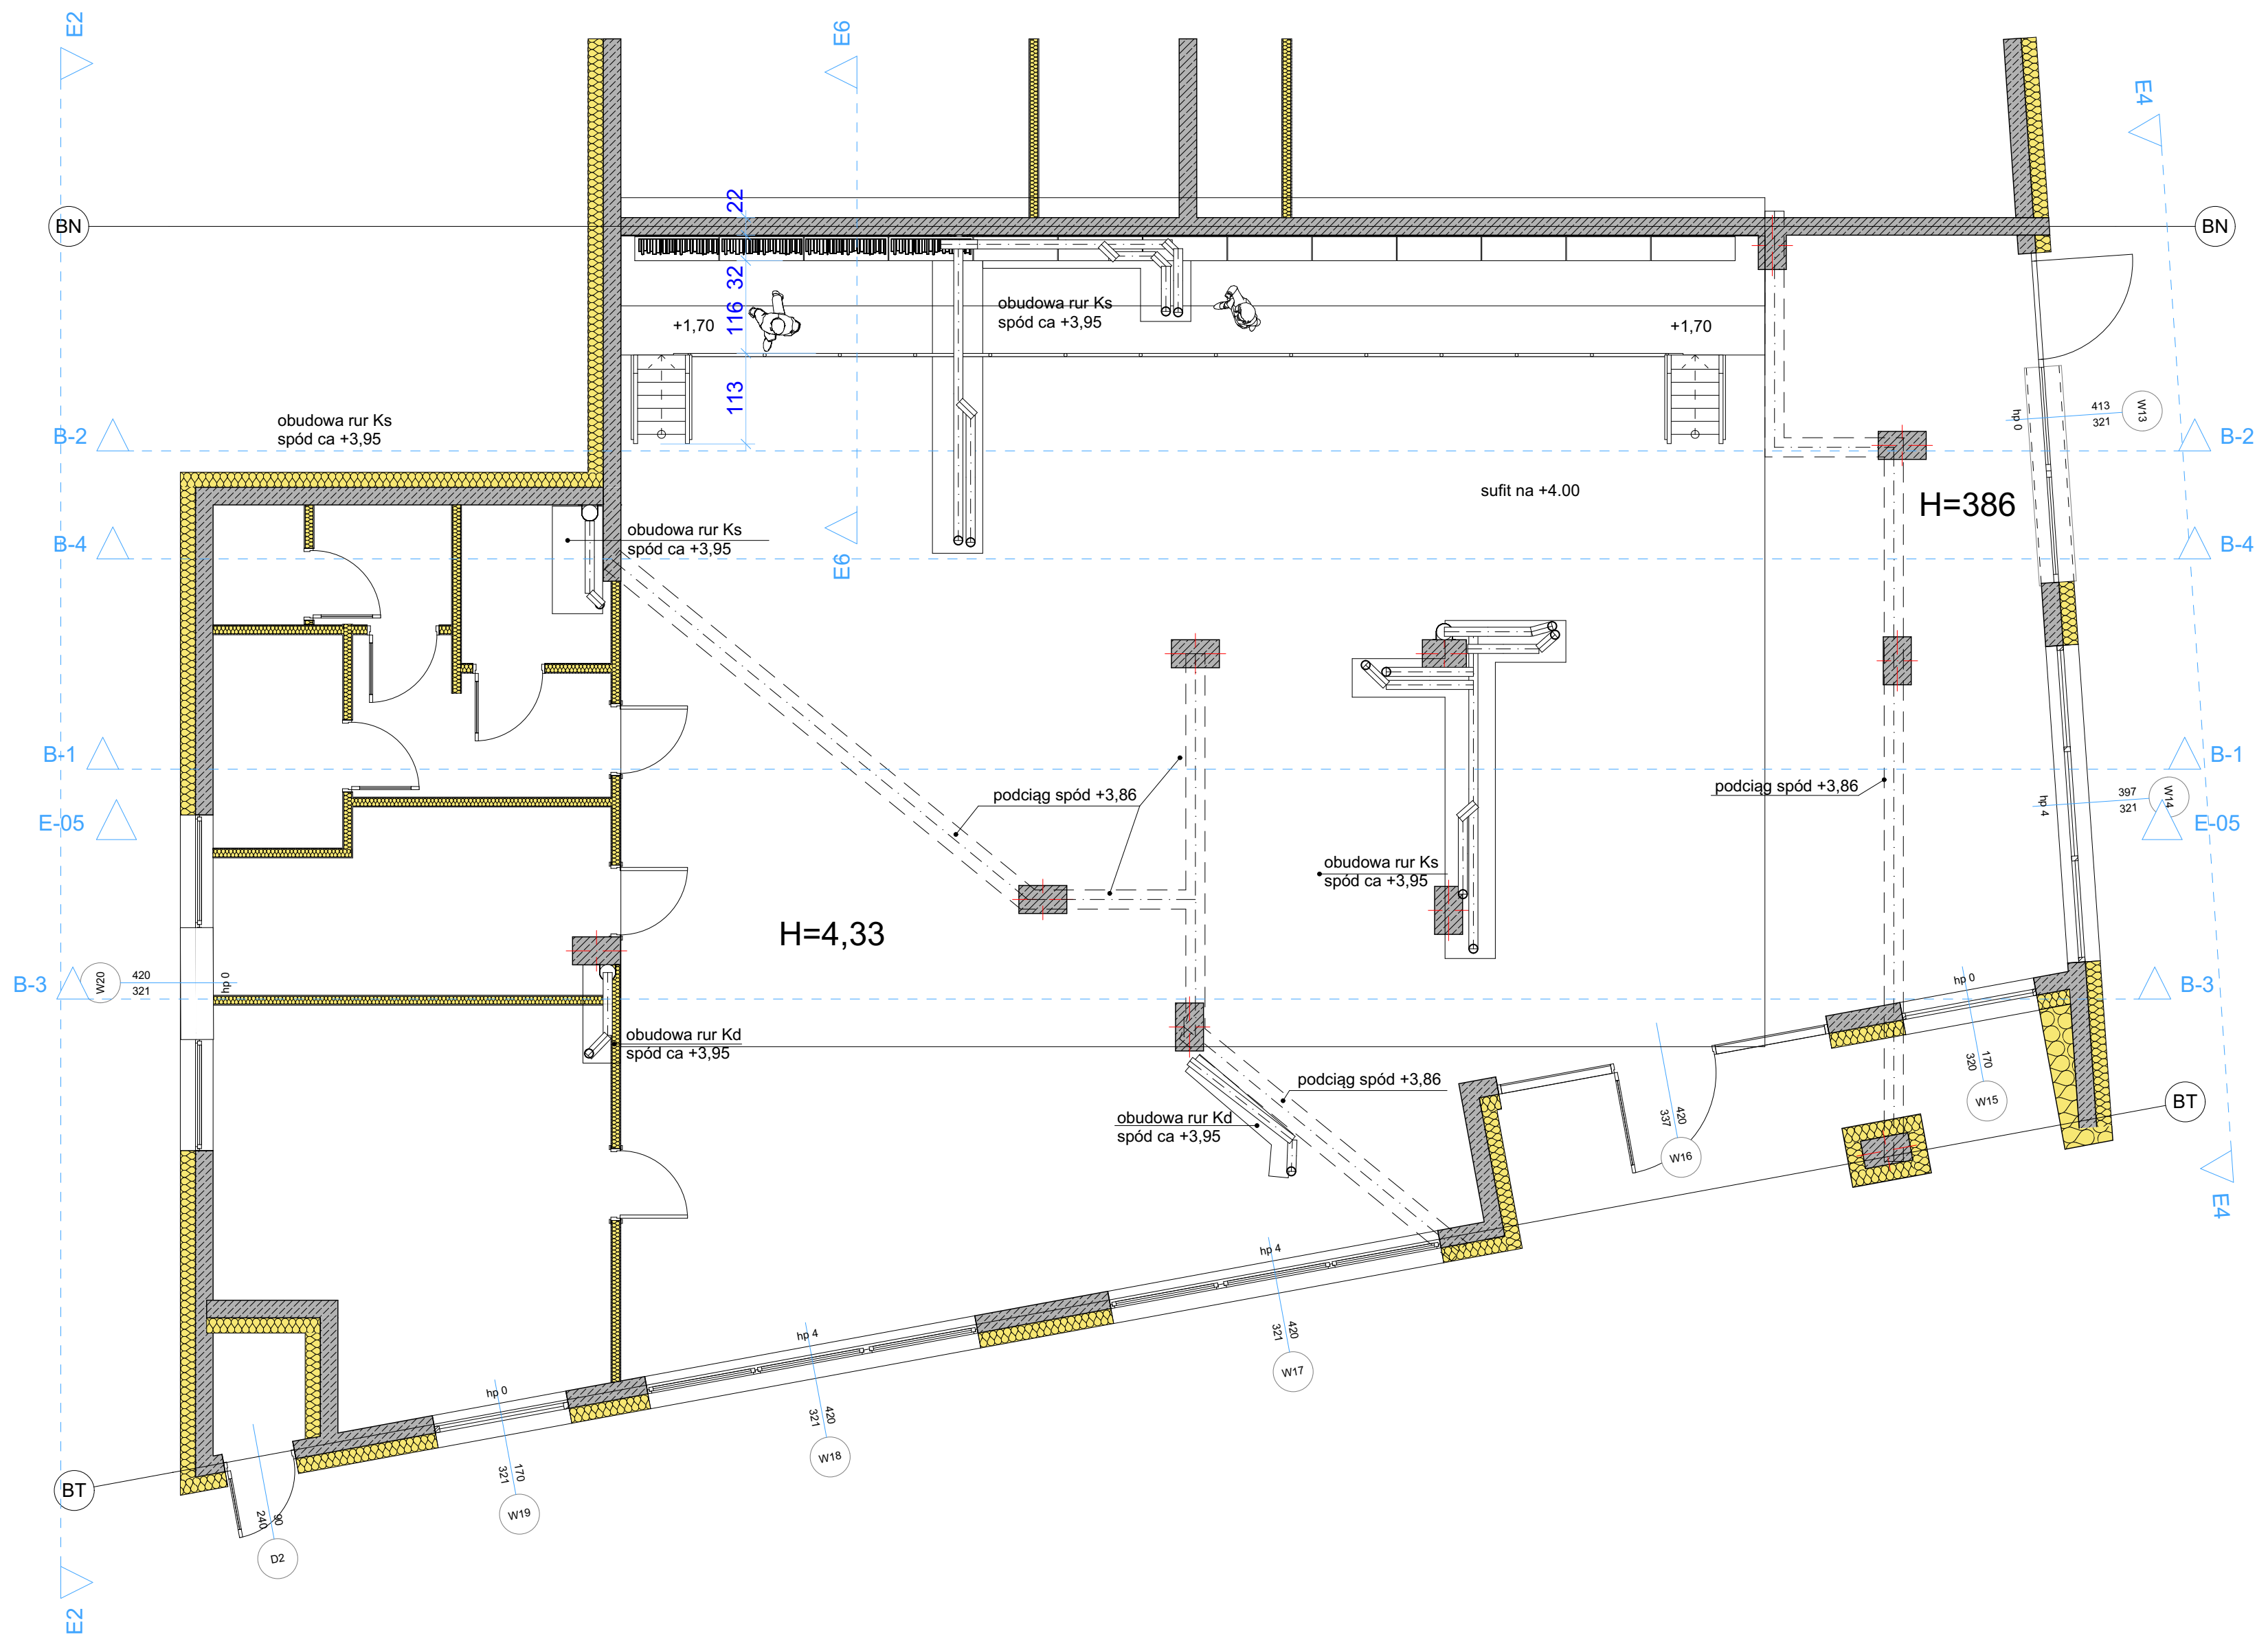 E2
E6
E4
22
BN
BN
32
116
obudowa rur Ks
spód ca +3,95
+1,70
+1,70
113
hp 0
413
321
W13
obudowa rur Ks
spód ca +3,95
B-2
B-2
sufit na +4.00
H=386
obudowa rur Ks
spód ca +3,95
B-4
B-4
E6
B-1
B-1
podciąg spód +3,86
podciąg spód +3,86
hp 4
397
321
W14
E-05
E-05
obudowa rur Ks
spód ca +3,95
H=4,33
B-3
W20
420
321
hp 0
hp 0
B-3
obudowa rur Kd
spód ca +3,95
podciąg spód +3,86
170
320
W15
BT
obudowa rur Kd
spód ca +3,95
420
337
W16
E4
hp 4
420
321
W17
hp 4
420
321
W18
hp 0
170
321
W19
BT
90
240
D2
E2